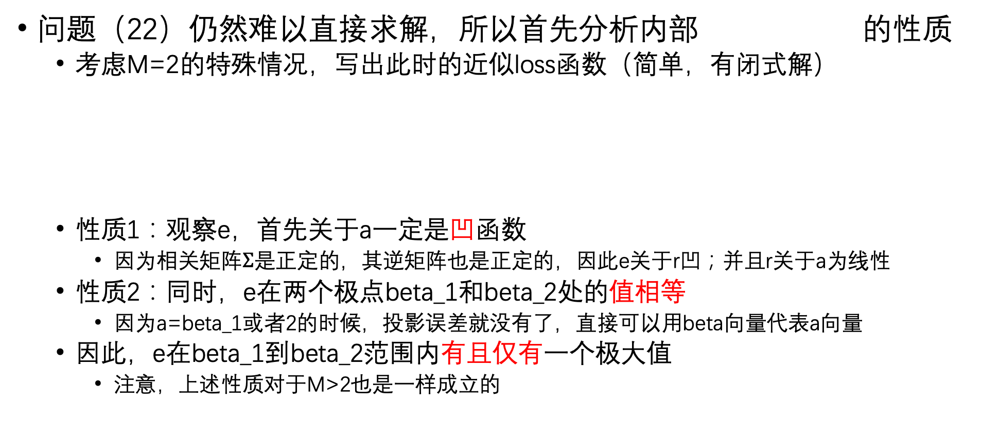 • 问题（22）仍然难以直接求解，所以首先分析内部 的性质
• 考虑M=2的特殊情况，写出此时的近似loss函数（简单，有闭式解）
• 性质1：观察e，首先关于a一定是凹函数
• 因为相关矩阵Σ是正定的，其逆矩阵也是正定的，因此e关于r凹；并且r关于a为线性
• 性质2：同时，e在两个极点beta_1和beta_2处的值相等
• 因为a=beta_1或者2的时候，投影误差就没有了，直接可以用beta向量代表a向量
• 因此，e在beta_1到beta_2范围内有且仅有一个极大值
• 注意，上述性质对于M>2也是一样成立的